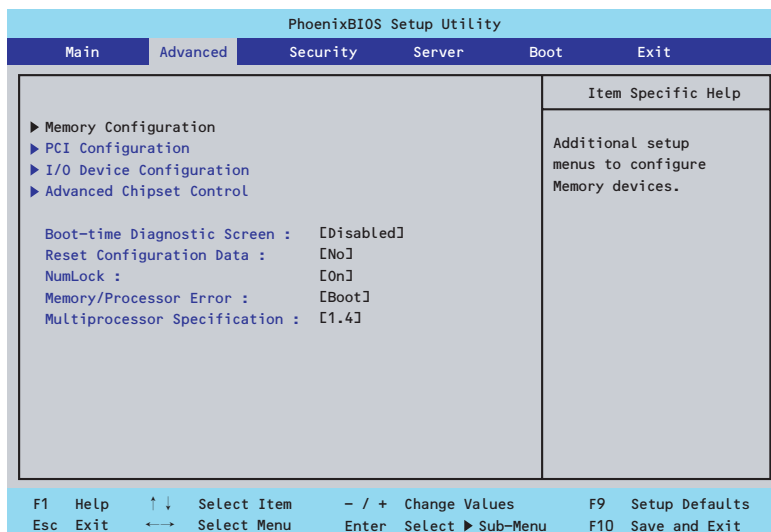 PhoenixBIOS Setup Utility
Main Advanced Security Server Boot Exit
Item Specific Help
▶ Memory Configuration
▶ PCI Configuration
▶ I/O Device Configuration
▶ Advanced Chipset Control
Boot-time Diagnostic Screen : [Disabled]
Reset Configuration Data : [No]
NumLock : [On]
Memory/Processor Error : [Boot]
Multiprocessor Specification : [1.4]
Additional setup
menus to configure
Memory devices.
F1 Help ↑↓ Select Item - / + Change Values F9 Setup Defaults
Esc Exit ←→ Select Menu Enter Select ▶ Sub-Menu F10 Save and Exit